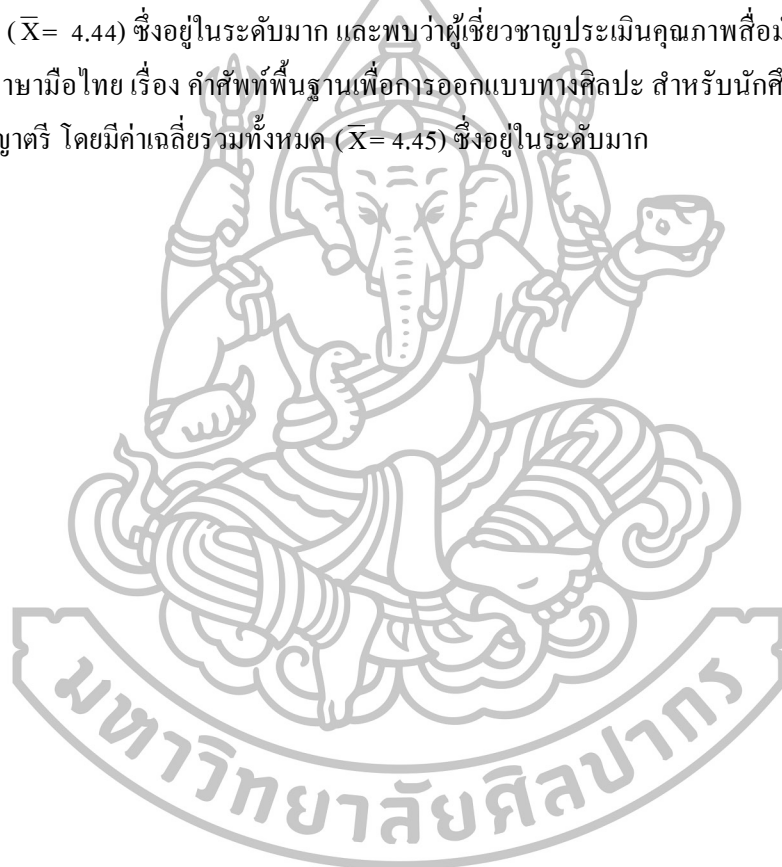 (X̄= 4.44) ซึ่งอยู่ในระดับมาก และพบว่าผู้เชี่ยวชาญประเมินคุณภาพสื่อม
าษามือไทย เรื่อง คำศัพท์พื้นฐานเพื่อการออกแบบทางศิลปะ สำหรับนักศึ
ญาตรี โดยมีค่าเฉลี่ยรวมทั้งหมด (X̄= 4.45) ซึ่งอยู่ในระดับมาก
มหาวิทยาลัยศิลปากร